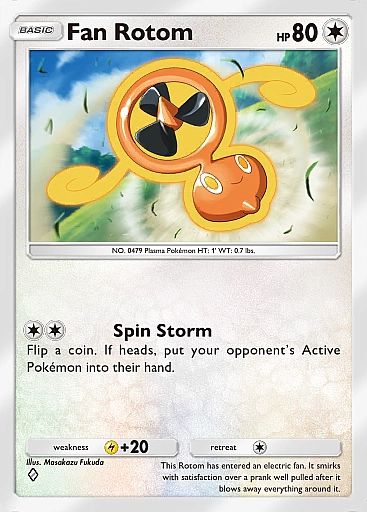 BASIC Fan Rotom HP 80
NO. 0479 Plasma Pokémon HT: 1' WT: 0.7 lbs.
Spin Storm
Flip a coin. If heads, put your opponent's Active
Pokémon into their hand.
weakness +20 retreat
Illus. Masakazu Fukuda
This Rotom has entered an electric fan. It smirks
with satisfaction over a prank well pulled after it
blows away everything around it.